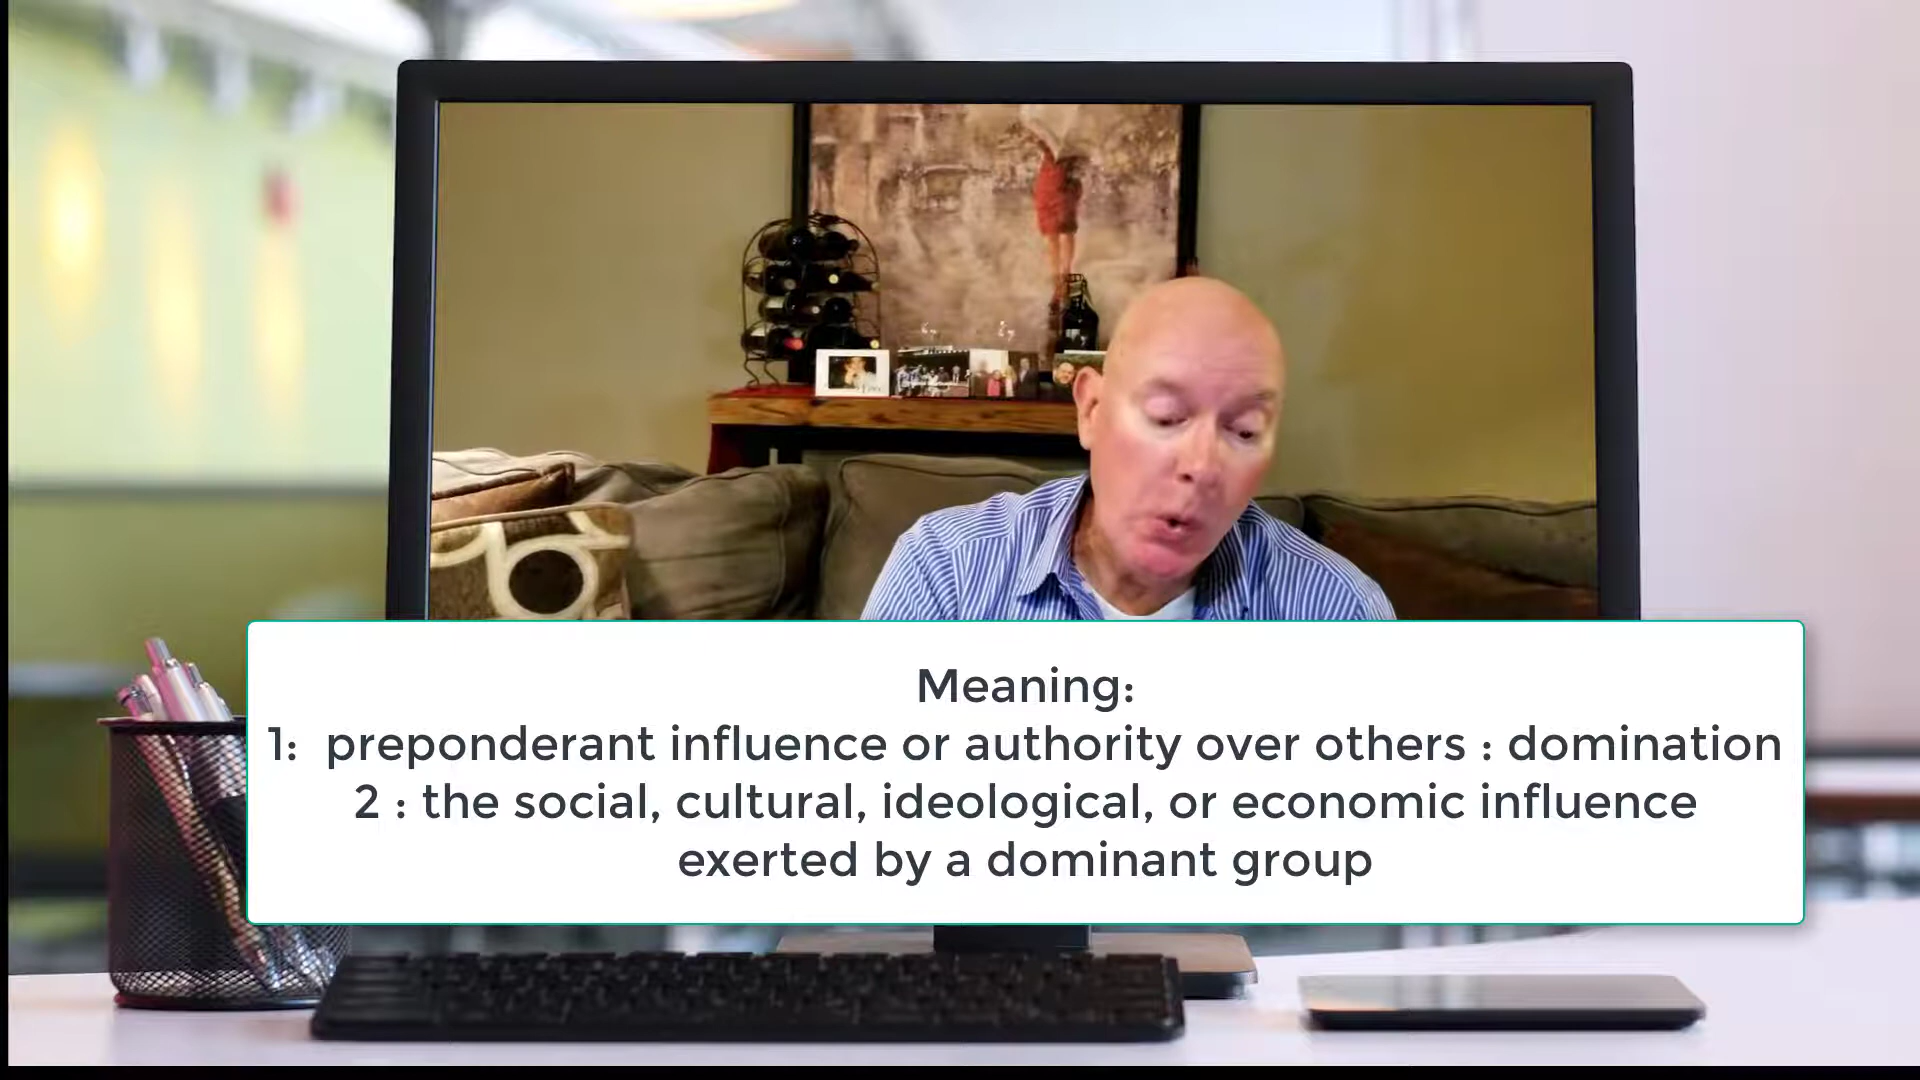 Meaning:
1: preponderant influence or authority over others : domination
2 : the social, cultural, ideological, or economic influence
exerted by a dominant group